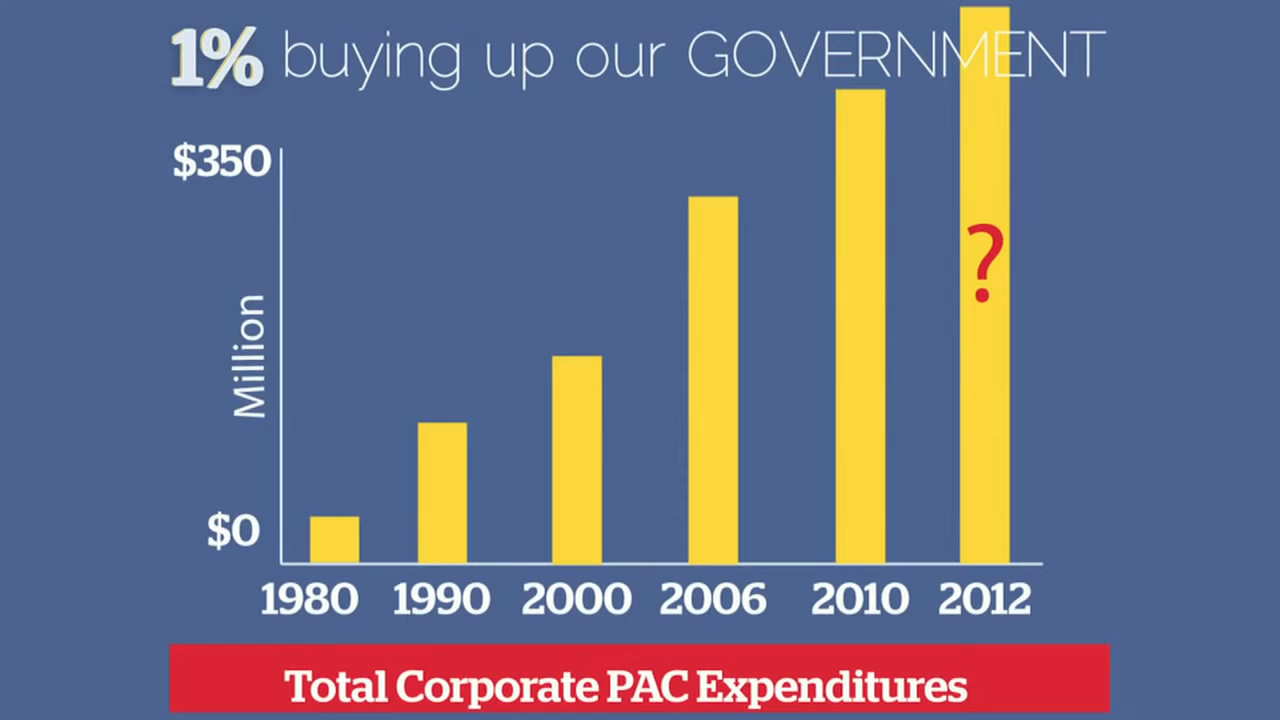 1% buying up our GOVERNMENT
$350
Million
?
$0
1980 1990 2000 2006 2010 2012
Total Corporate PAC Expenditures